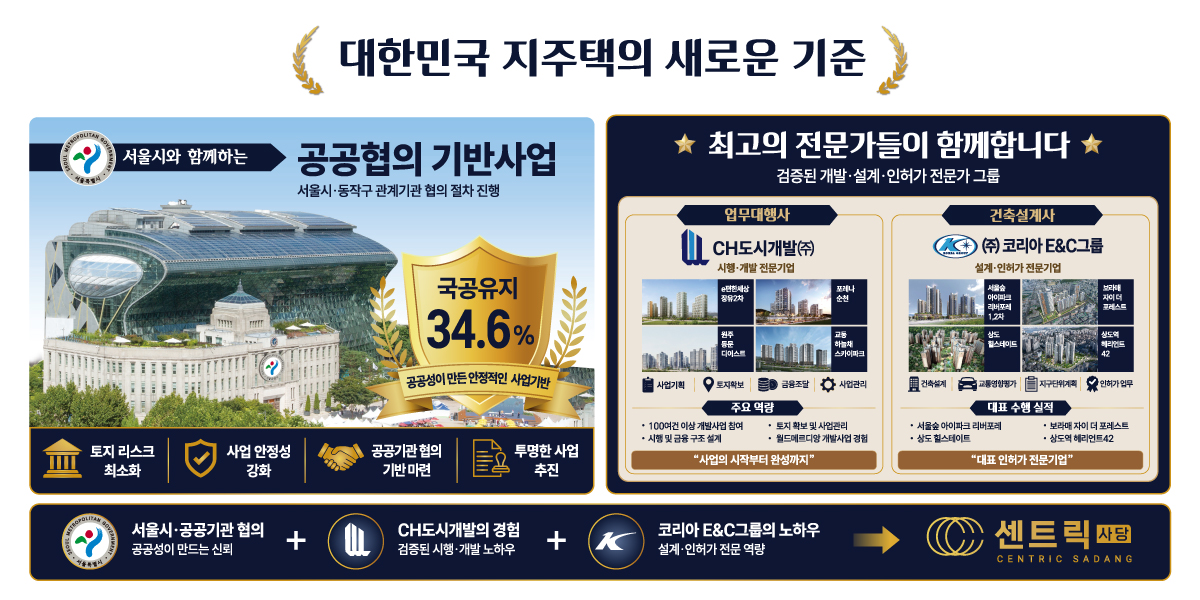 대한민국 지주택의 새로운 기준
SEOUL METROPOLITAN GOVERNMENT
서울특별시
서울시와 함께하는
공공협의 기반사업
서울시·동작구 관계기관 협의 절차 진행
국공유지
34.6%
공공성이 만든 안정적인 사업기반
토지 리스크
최소화
사업 안정성
강화
공공기관 협의
기반 마련
투명한 사업
추진
최고의 전문가들이 함께합니다
검증된 개발·설계·인허가 전문가 그룹
업무대행사
CH도시개발㈜
시행·개발 전문기업
e편한세상
장유2차
포레나
순천
원주
동문
디이스트
교동
하늘채
스카이파크
사업기획
토지확보
금융조달
사업관리
주요 역량
• 100여건 이상 개발사업 참여
• 토지 확보 및 사업관리
• 시행 및 금융 구조 설계
• 월드메르디앙 개발사업 경험
“사업의 시작부터 완성까지”
건축설계사
㈜ 코리아 E&C그룹
설계·인허가 전문기업
서울숲
아이파크
리버포레
1,2차
보라매
자이 더
포레스트
상도
힐스테이트
상도역
헤리언트
42
건축설계
교통영향평가
지구단위계획
인허가 업무
대표 수행 실적
• 서울숲 아이파크 리버포레
• 보라매 자이 더 포레스트
• 상도 힐스테이트
• 상도역 헤리언트42
“대표 인허가 전문기업”
SEOUL METROPOLITAN GOVERNMENT
서울특별시
서울시·공공기관 협의
공공성이 만드는 신뢰
+
CH도시개발의 경험
검증된 시행·개발 노하우
+
코리아 E&C그룹의 노하우
설계·인허가 전문 역량
센트릭 사당
CENTRIC SADANG